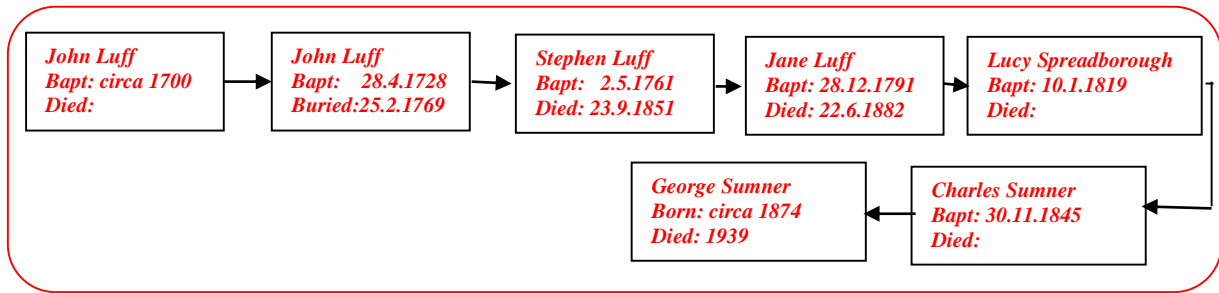 John Luff
Bapt: circa 1700
Died:
John Luff
Bapt: 28.4.1728
Buried:25.2.1769
Stephen Luff
Bapt: 2.5.1761
Died: 23.9.1851
Jane Luff
Bapt: 28.12.1791
Died: 22.6.1882
Lucy Spreadborough
Bapt: 10.1.1819
Died:
Charles Sumner
Bapt: 30.11.1845
Died:
George Sumner
Born: circa 1874
Died: 1939